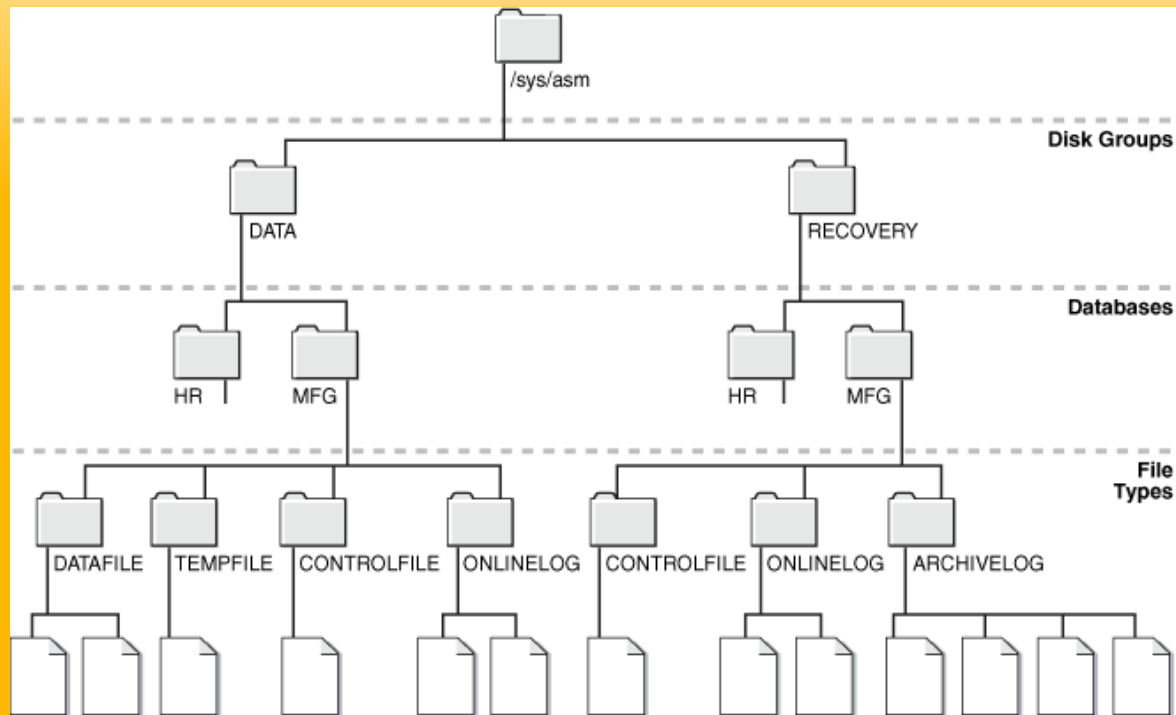 /sys/asm
Disk Groups
DATA
RECOVERY
Databases
HR
MFG
HR
MFG
File
Types
DATAFILE
TEMPFILE
CONTROLFILE
ONLINELOG
CONTROLFILE
ONLINELOG
ARCHIVELOG